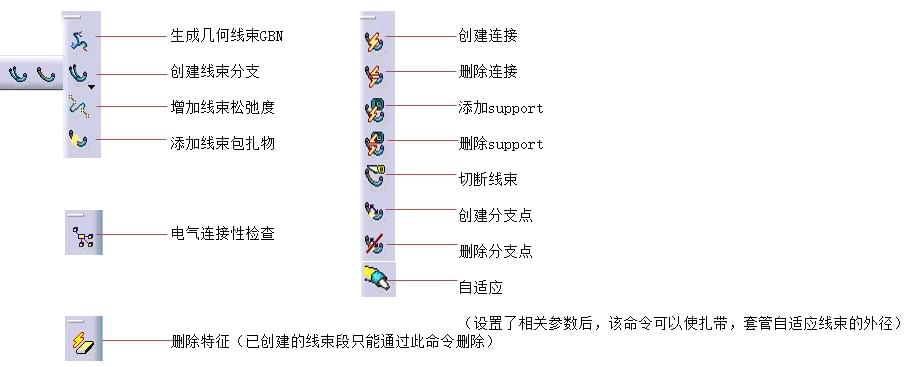 生成几何线束GBN
创建线束分支
增加线束松弛度
添加线束包扎物
电气连接性检查
删除特征（已创建的线束段只能通过此命令删除）
创建连接
删除连接
添加support
删除support
切断线束
创建分支点
删除分支点
自适应
（设置了相关参数后，该命令可以使扎带，套管自适应线束的外径）